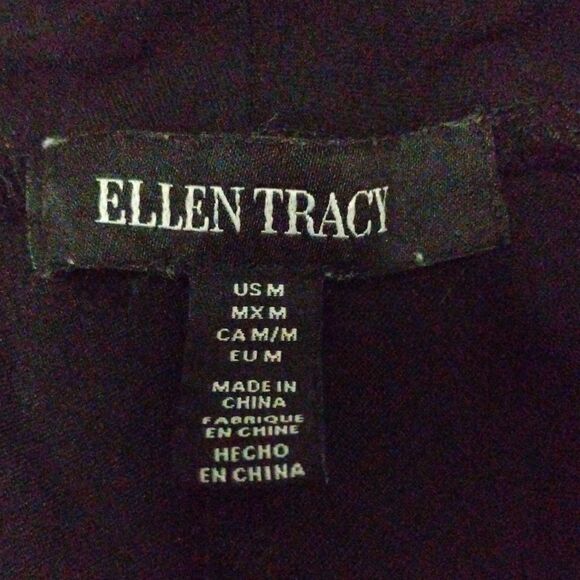 ELLEN TRACY
US M
MX M
CA M/M
EU M
MADE IN
CHINA
FABRIQUE
EN CHINE
HECHO
EN CHINA